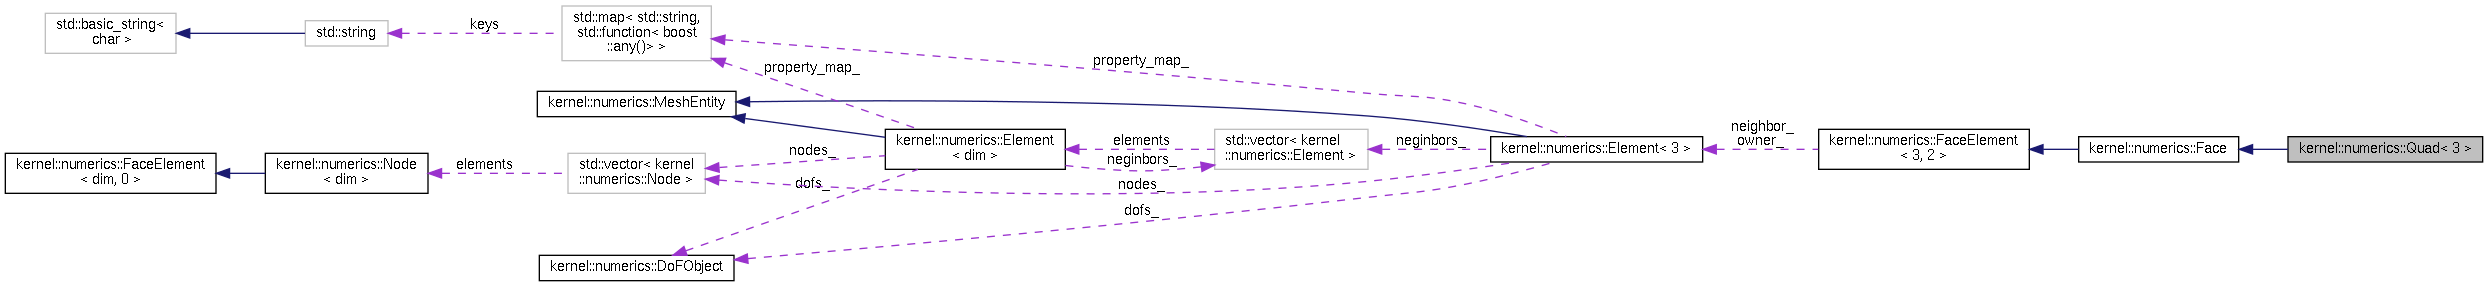 std::basic_string<
char >
std::string
keys
std::map< std::string,
std::function< boost
::any()> >
property_map_
property_map_
kernel::numerics::MeshEntity
kernel::numerics::FaceElement
< dim, 0 >
kernel::numerics::Node
< dim >
elements
std::vector< kernel
::numerics::Node >
nodes_
dofs_
kernel::numerics::Element
< dim >
elements
neginbors_
std::vector< kernel
::numerics::Element >
neginbors_
nodes_
dofs_
kernel::numerics::Element< 3 >
neighbor_
owner_
kernel::numerics::FaceElement
< 3, 2 >
kernel::numerics::Face
kernel::numerics::Quad< 3 >
kernel::numerics::DoFObject